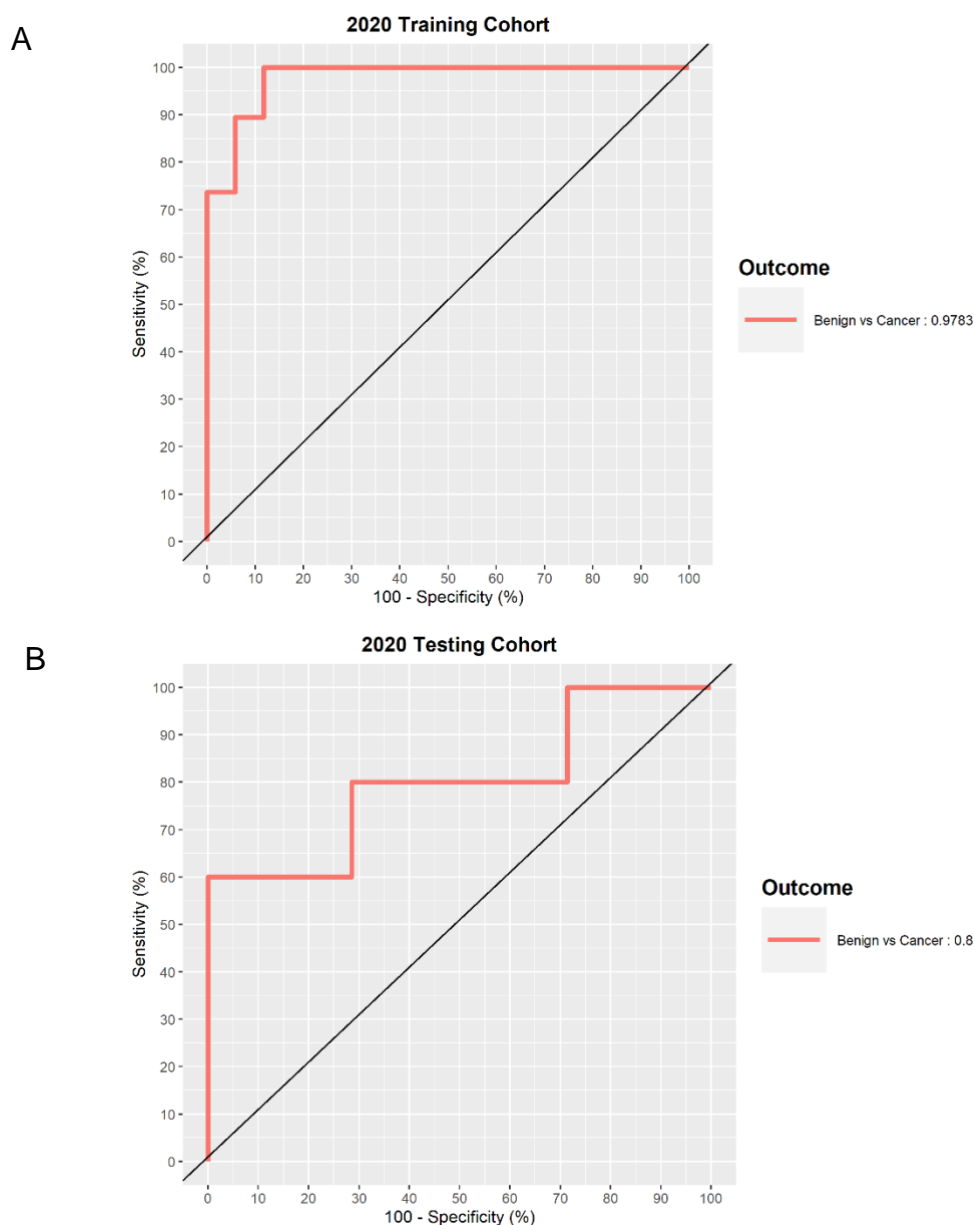 A
2020 Training Cohort
100
90
80
70
60
50
40
30
20
10
0
Sensitivity (%)
0 10 20 30 40 50 60 70 80 90 100
100 - Specificity (%)
Outcome
Benign vs Cancer : 0.9783
B
2020 Testing Cohort
100
90
80
70
60
50
40
30
20
10
0
Sensitivity (%)
0 10 20 30 40 50 60 70 80 90 100
100 - Specificity (%)
Outcome
Benign vs Cancer : 0.8